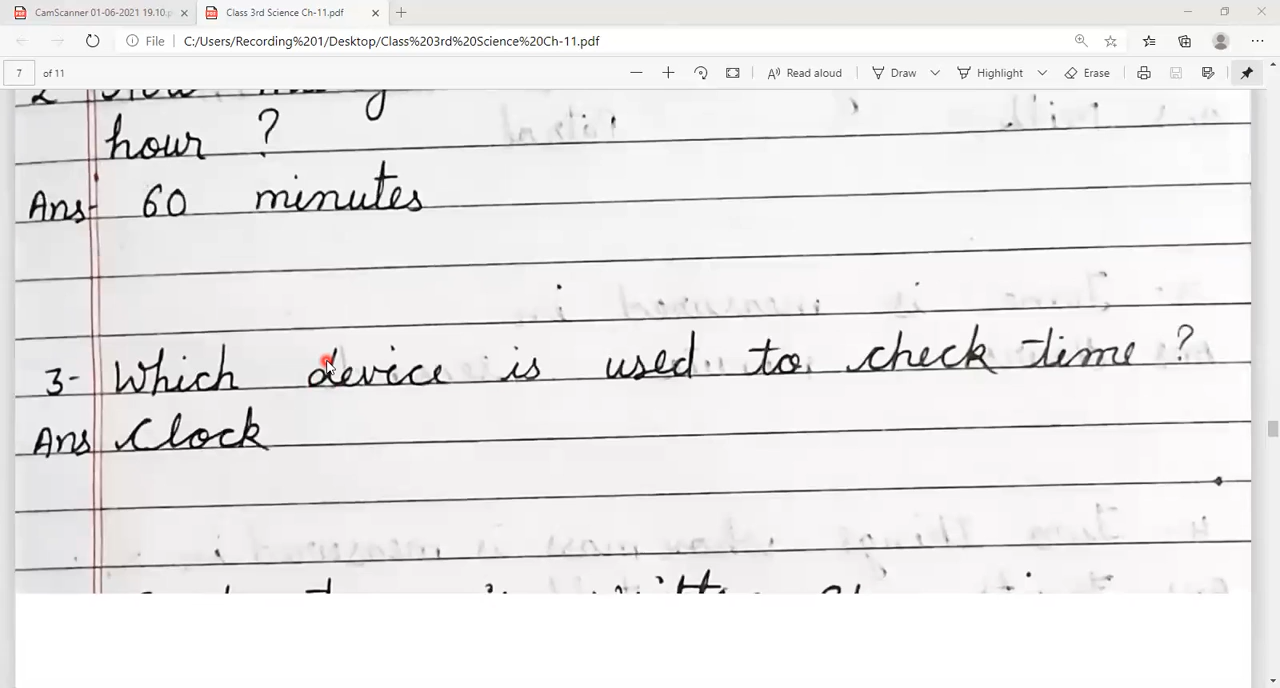 CamScanner 01-06-2021 19.10.p
Class 3rd Science Ch-11.pdf
File
C:/Users/Recording%201/Desktop/Class%203rd%20Science%20Ch-11.pdf
7 of 11
Read aloud
Draw
Highlight
Erase
hour ?
Ans- 60 minutes
3- Which device is used to check time ?
Ans Clock